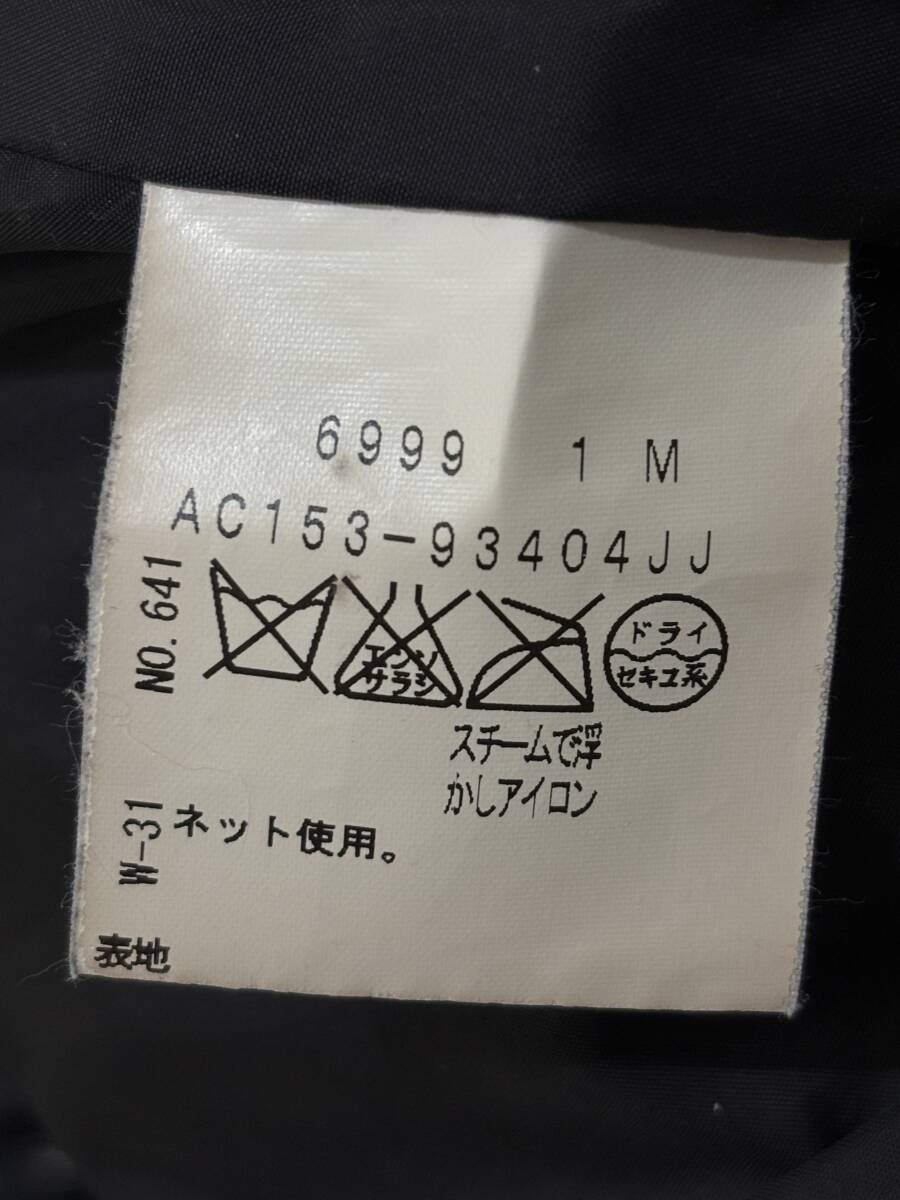 6999 1 M
AC153-93404JJ
NO.641
エンソ
サラシ
ドライ
セキユ系
スチームで浮
かしアイロン
W-31
ネット使用。
表地